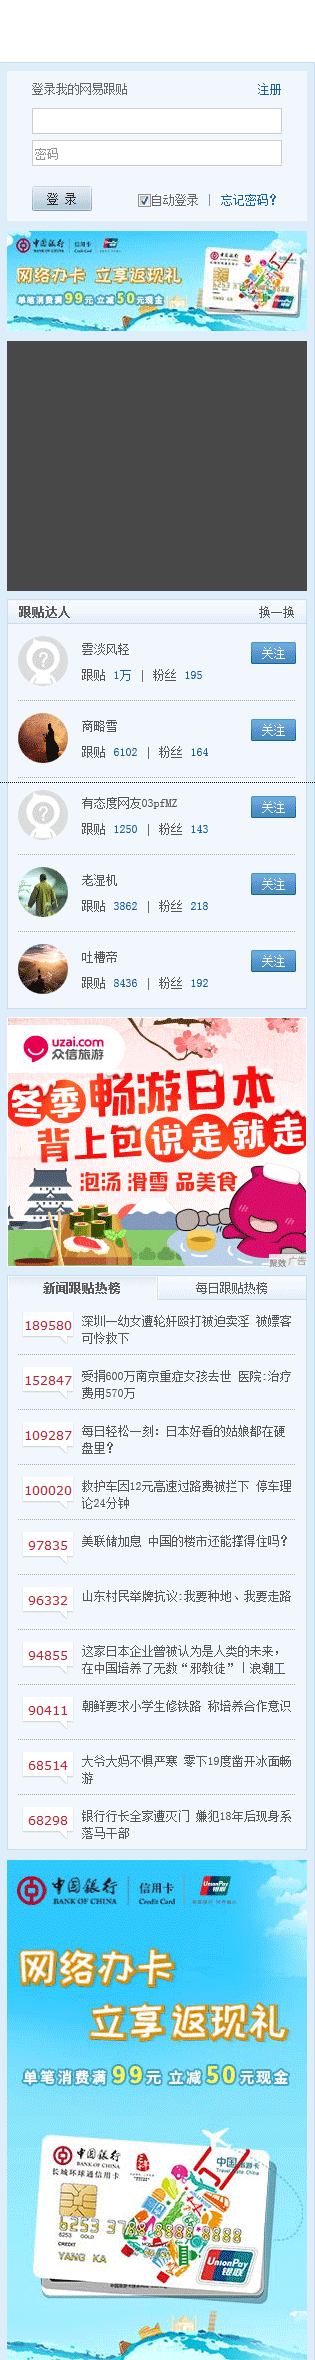 登录我的网易跟贴 注册
密码
登 录 自动登录 | 忘记密码?
中国银行 信用卡 UnionPay
网络办卡 立享返现礼
单笔消费满99元 立减50元现金
跟贴达人 换一换
雲淡风轻 关注
跟贴 1万 | 粉丝 195
商略雪 关注
跟贴 6102 | 粉丝 164
有态度网友03pfMZ 关注
跟贴 1250 | 粉丝 143
老湿机 关注
跟贴 3862 | 粉丝 218
吐槽帝 关注
跟贴 8436 | 粉丝 192
uzai.com
众信旅游
冬季畅游日本
背上包说走就走
泡汤 滑雪 品美食
聚效广告
新闻跟贴热榜 每日跟贴热榜
189580 深圳一幼女遭轮奸殴打被迫卖淫 被嫖客
可怜救下
152847 受捐600万南京重症女孩去世 医院:治疗
费用570万
109287 每日轻松一刻: 日本好看的姑娘都在硬
盘里?
100020 救护车因12元高速过路费被拦下 停车理
论24分钟
97835 美联储加息 中国的楼市还能撑得住吗?
96332 山东村民举牌抗议:我要种地、我要走路
94855 这家日本企业曾被认为是人类的未来,
在中国培养了无数“邪教徒”｜浪潮工
90411 朝鲜要求小学生修铁路 称培养合作意识
68514 大爷大妈不惧严寒 零下19度凿开冰面畅
游
68298 银行行长全家遭灭门 嫌犯18年后现身系
落马干部
中国银行 信用卡 UnionPay
BANK OF CHINA Credit Card 银联
网络办卡
立享返现礼
单笔消费满99元 立减50元现金
中国银行
BANK OF CHINA
长城环球通信用卡
中国旅游卡
Travel Card, China
6253 3788 8888 8888
6253 GOLD
CREDIT
YANG KA
UnionPay
银联